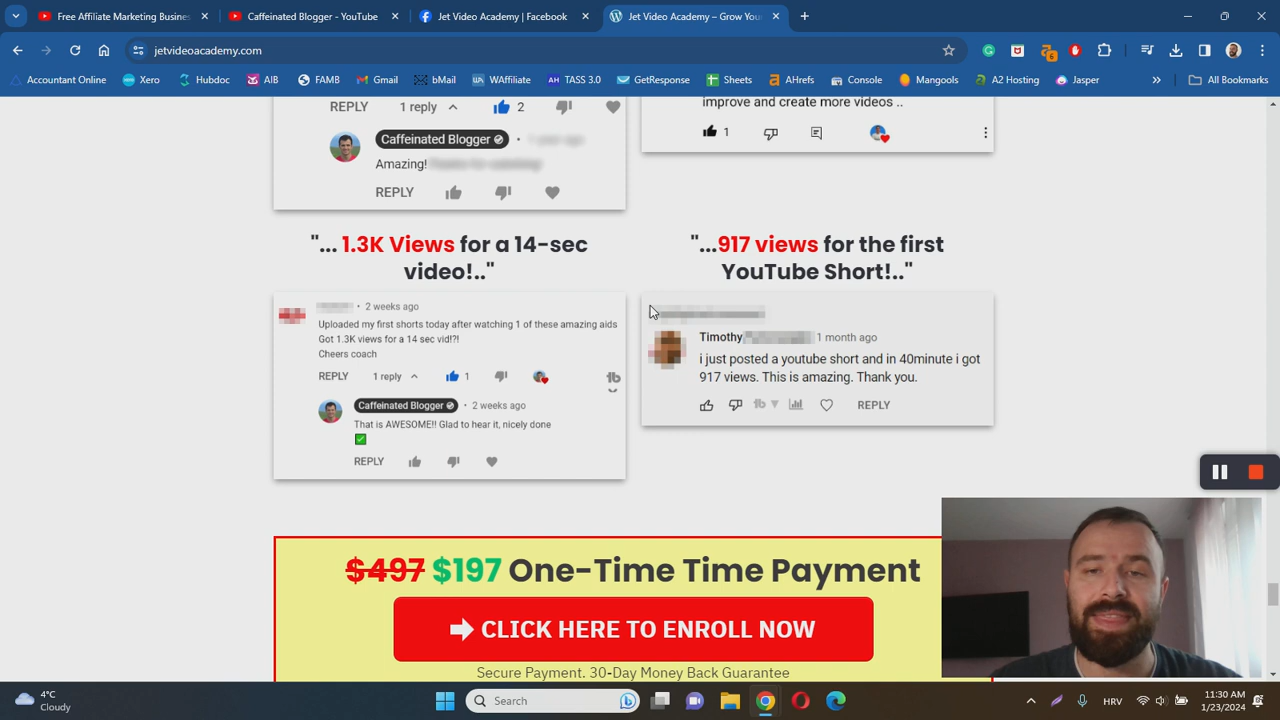 Free Affiliate Marketing Busines
Caffeinated Blogger - YouTube
Jet Video Academy | Facebook
Jet Video Academy – Grow You
jetvideoacademy.com
6
Accountant Online
Xero
Hubdoc
AIB
FAMB
Gmail
bMail
WAffiliate
TASS 3.0
GetResponse
Sheets
AHrefs
Console
Mangools
A2 Hosting
Jasper
All Bookmarks
REPLY 1 reply 2
Caffeinated Blogger
Amazing!
REPLY
improve and create more videos ..
1
"... 1.3K Views for a 14-sec
video!.."
2 weeks ago
Uploaded my first shorts today after watching 1 of these amazing aids
Got 1.3K views for a 14 sec vid!?!
Cheers coach
REPLY 1 reply 1
Caffeinated Blogger • 2 weeks ago
That is AWESOME!! Glad to hear it, nicely done
REPLY
"...917 views for the first
YouTube Short!.."
Timothy 1 month ago
i just posted a youtube short and in 40minute i got
917 views. This is amazing. Thank you.
REPLY
$497 $197 One-Time Time Payment
CLICK HERE TO ENROLL NOW
Secure Payment. 30-Day Money Back Guarantee
4°C
Cloudy
Search
HRV
11:30 AM
1/23/2024